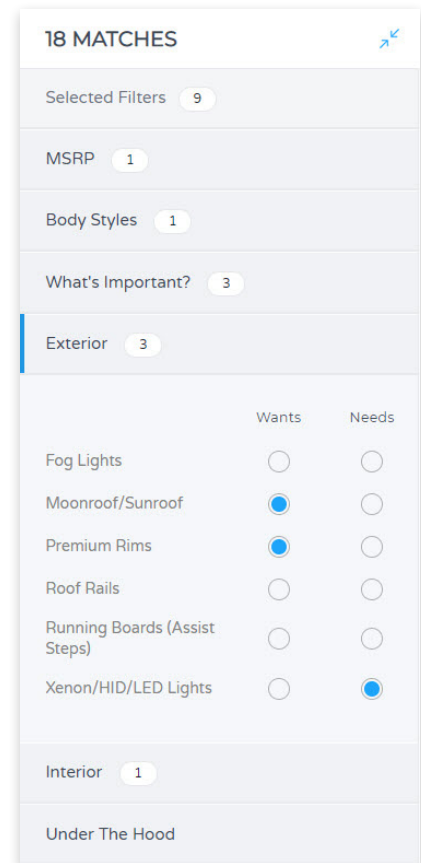 18 MATCHES
Selected Filters 9
MSRP 1
Body Styles 1
What's Important? 3
Exterior 3
Wants Needs
Fog Lights
Moonroof/Sunroof
Premium Rims
Roof Rails
Running Boards (Assist
Steps)
Xenon/HID/LED Lights
Interior 1
Under The Hood